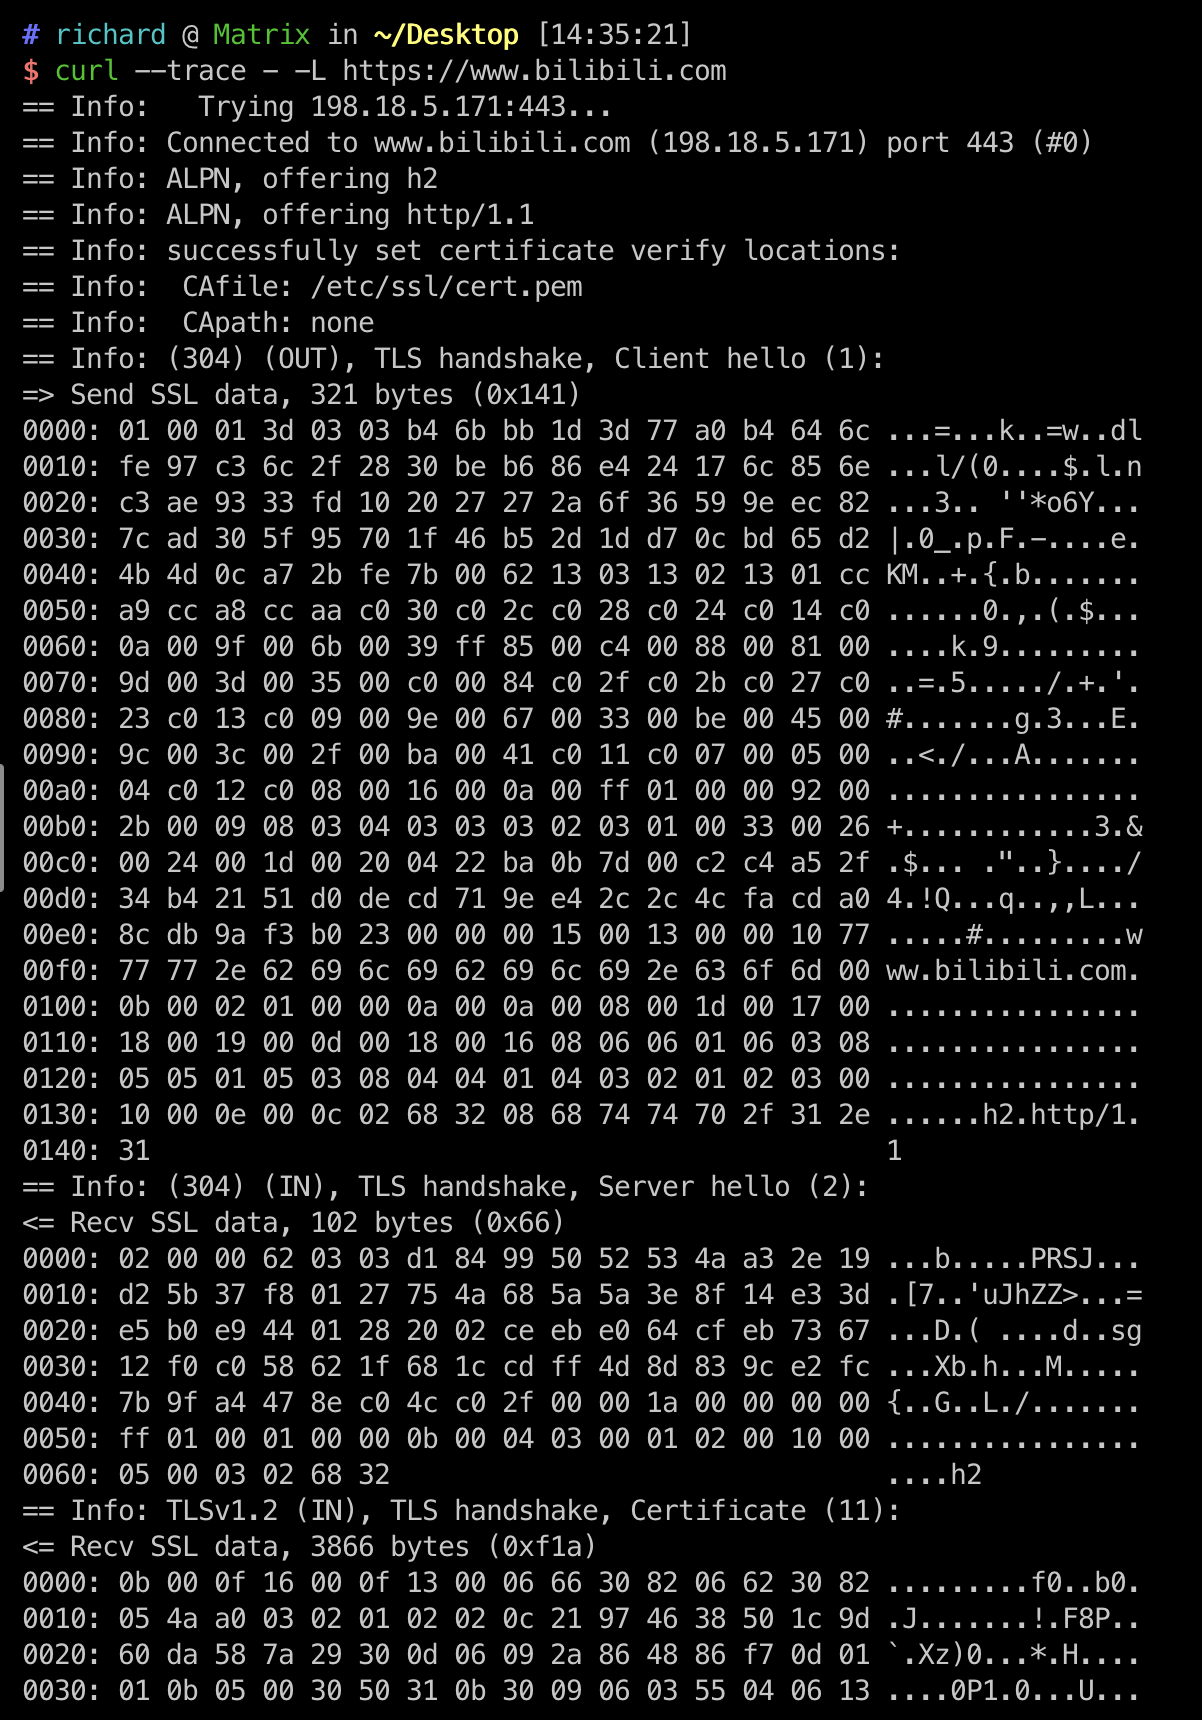 # richard @ Matrix in ~/Desktop [14:35:21]
$ curl --trace - -L https://www.bilibili.com
== Info:   Trying 198.18.5.171:443...
== Info: Connected to www.bilibili.com (198.18.5.171) port 443 (#0)
== Info: ALPN, offering h2
== Info: ALPN, offering http/1.1
== Info: successfully set certificate verify locations:
== Info:  CAfile: /etc/ssl/cert.pem
== Info:  CApath: none
== Info: (304) (OUT), TLS handshake, Client hello (1):
=> Send SSL data, 321 bytes (0x141)
0000: 01 00 01 3d 03 03 b4 6b bb 1d 3d 77 a0 b4 64 6c ...=...k..=w..dl
0010: fe 97 c3 6c 2f 28 30 be b6 86 e4 24 17 6c 85 6e ...l/(0....$.l.n
0020: c3 ae 93 33 fd 10 20 27 27 2a 6f 36 59 9e ec 82 ...3.. ''*o6Y...
0030: 7c ad 30 5f 95 70 1f 46 b5 2d 1d d7 0c bd 65 d2 |.0_.p.F.-....e.
0040: 4b 4d 0c a7 2b fe 7b 00 62 13 03 13 02 13 01 cc KM..+.{.b.......
0050: a9 cc a8 cc aa c0 30 c0 2c c0 28 c0 24 c0 14 c0 ......0.,.(.$...
0060: 0a 00 9f 00 6b 00 39 ff 85 00 c4 00 88 00 81 00 ....k.9.........
0070: 9d 00 3d 00 35 00 c0 00 84 c0 2f c0 2b c0 27 c0 ..=.5...../.+.'.
0080: 23 c0 13 c0 09 00 9e 00 67 00 33 00 be 00 45 00 #.......g.3...E.
0090: 9c 00 3c 00 2f 00 ba 00 41 c0 11 c0 07 00 05 00 ..<./...A.......
00a0: 04 c0 12 c0 08 00 16 00 0a 00 ff 01 00 00 92 00 ................
00b0: 2b 00 09 08 03 04 03 03 03 02 03 01 00 33 00 26 +............3.&
00c0: 00 24 00 1d 00 20 04 22 ba 0b 7d 00 c2 c4 a5 2f .$... ."..}..../
00d0: 34 b4 21 51 d0 de cd 71 9e e4 2c 2c 4c fa cd a0 4.!Q...q..,,L...
00e0: 8c db 9a f3 b0 23 00 00 00 15 00 13 00 00 10 77 .....#.........w
00f0: 77 77 2e 62 69 6c 69 62 69 6c 69 2e 63 6f 6d 00 ww.bilibili.com.
0100: 0b 00 02 01 00 00 0a 00 0a 00 08 00 1d 00 17 00 ................
0110: 18 00 19 00 0d 00 18 00 16 08 06 06 01 06 03 08 ................
0120: 05 05 01 05 03 08 04 04 01 04 03 02 01 02 03 00 ................
0130: 10 00 0e 00 0c 02 68 32 08 68 74 74 70 2f 31 2e ......h2.http/1.
0140: 31                                              1
== Info: (304) (IN), TLS handshake, Server hello (2):
<= Recv SSL data, 102 bytes (0x66)
0000: 02 00 00 62 03 03 d1 84 99 50 52 53 4a a3 2e 19 ...b.....PRSJ...
0010: d2 5b 37 f8 01 27 75 4a 68 5a 5a 3e 8f 14 e3 3d .[7..'uJhZZ>...=
0020: e5 b0 e9 44 01 28 20 02 ce eb e0 64 cf eb 73 67 ...D.( ....d..sg
0030: 12 f0 c0 58 62 1f 68 1c cd ff 4d 8d 83 9c e2 fc ...Xb.h...M.....
0040: 7b 9f a4 47 8e c0 4c c0 2f 00 00 1a 00 00 00 00 {..G..L./.......
0050: ff 01 00 01 00 00 0b 00 04 03 00 01 02 00 10 00 ................
0060: 05 00 03 02 68 32                               ....h2
== Info: TLSv1.2 (IN), TLS handshake, Certificate (11):
<= Recv SSL data, 3866 bytes (0xf1a)
0000: 0b 00 0f 16 00 0f 13 00 06 66 30 82 06 62 30 82 .........f0..b0.
0010: 05 4a a0 03 02 01 02 02 0c 21 97 46 38 50 1c 9d .J.......!.F8P..
0020: 60 da 58 7a 29 30 0d 06 09 2a 86 48 86 f7 0d 01 `.Xz)0...*.H....
0030: 01 0b 05 00 30 50 31 0b 30 09 06 03 55 04 06 13 ....0P1.0...U...